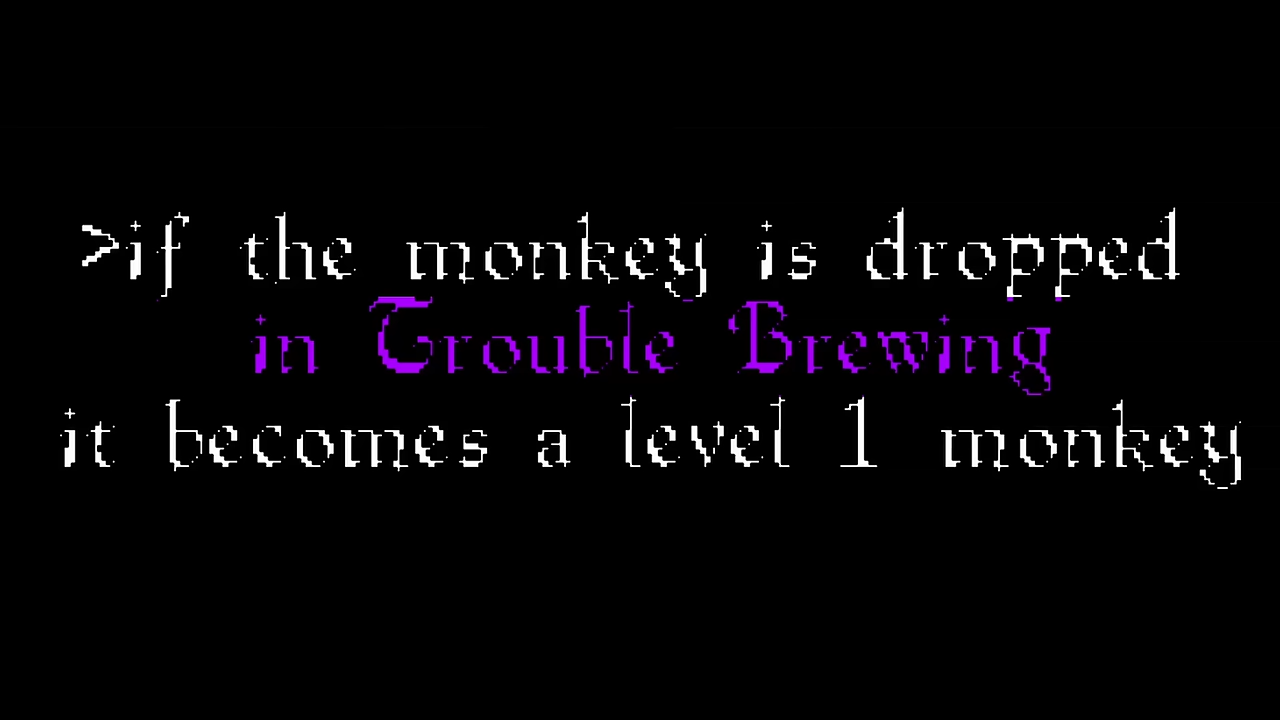 >if the monkey is dropped
in Trouble Brewing
it becomes a level 1 monkey